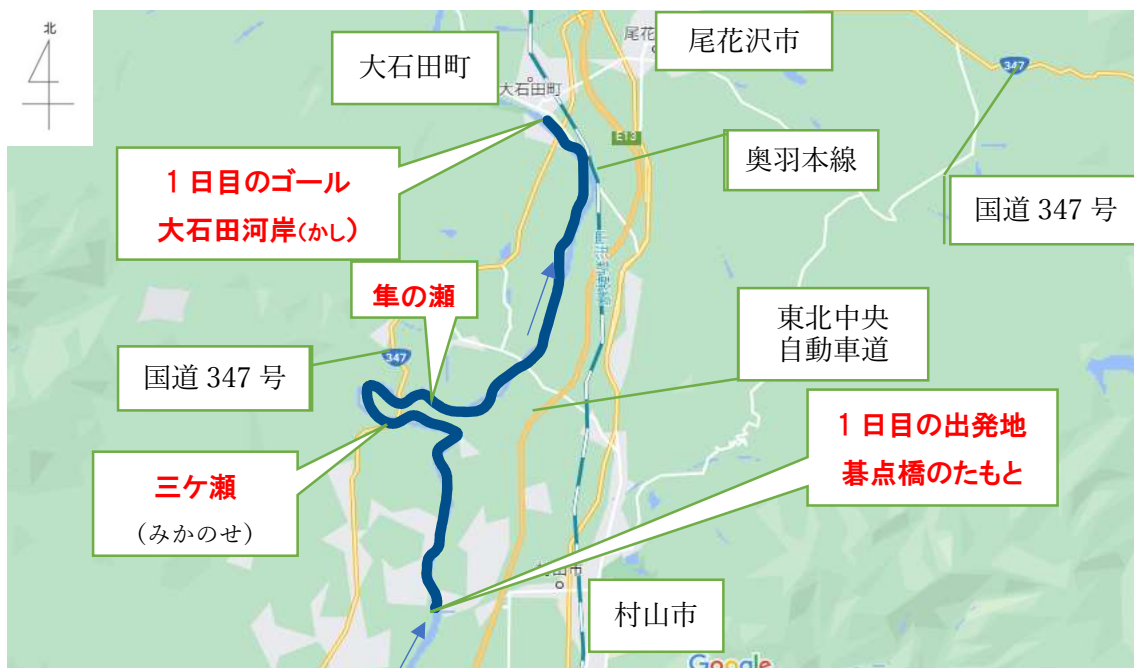 北
大石田町
尾花沢市
尾花
347
大石田町
E13
奥羽本線
1日目のゴール
大石田河岸(かし)
国道 347 号
隼の瀬
東北中央
自動車道
347
国道 347 号
1日目の出発地
碁点橋のたもと
三ケ瀬
(みかのせ)
村山市
Google